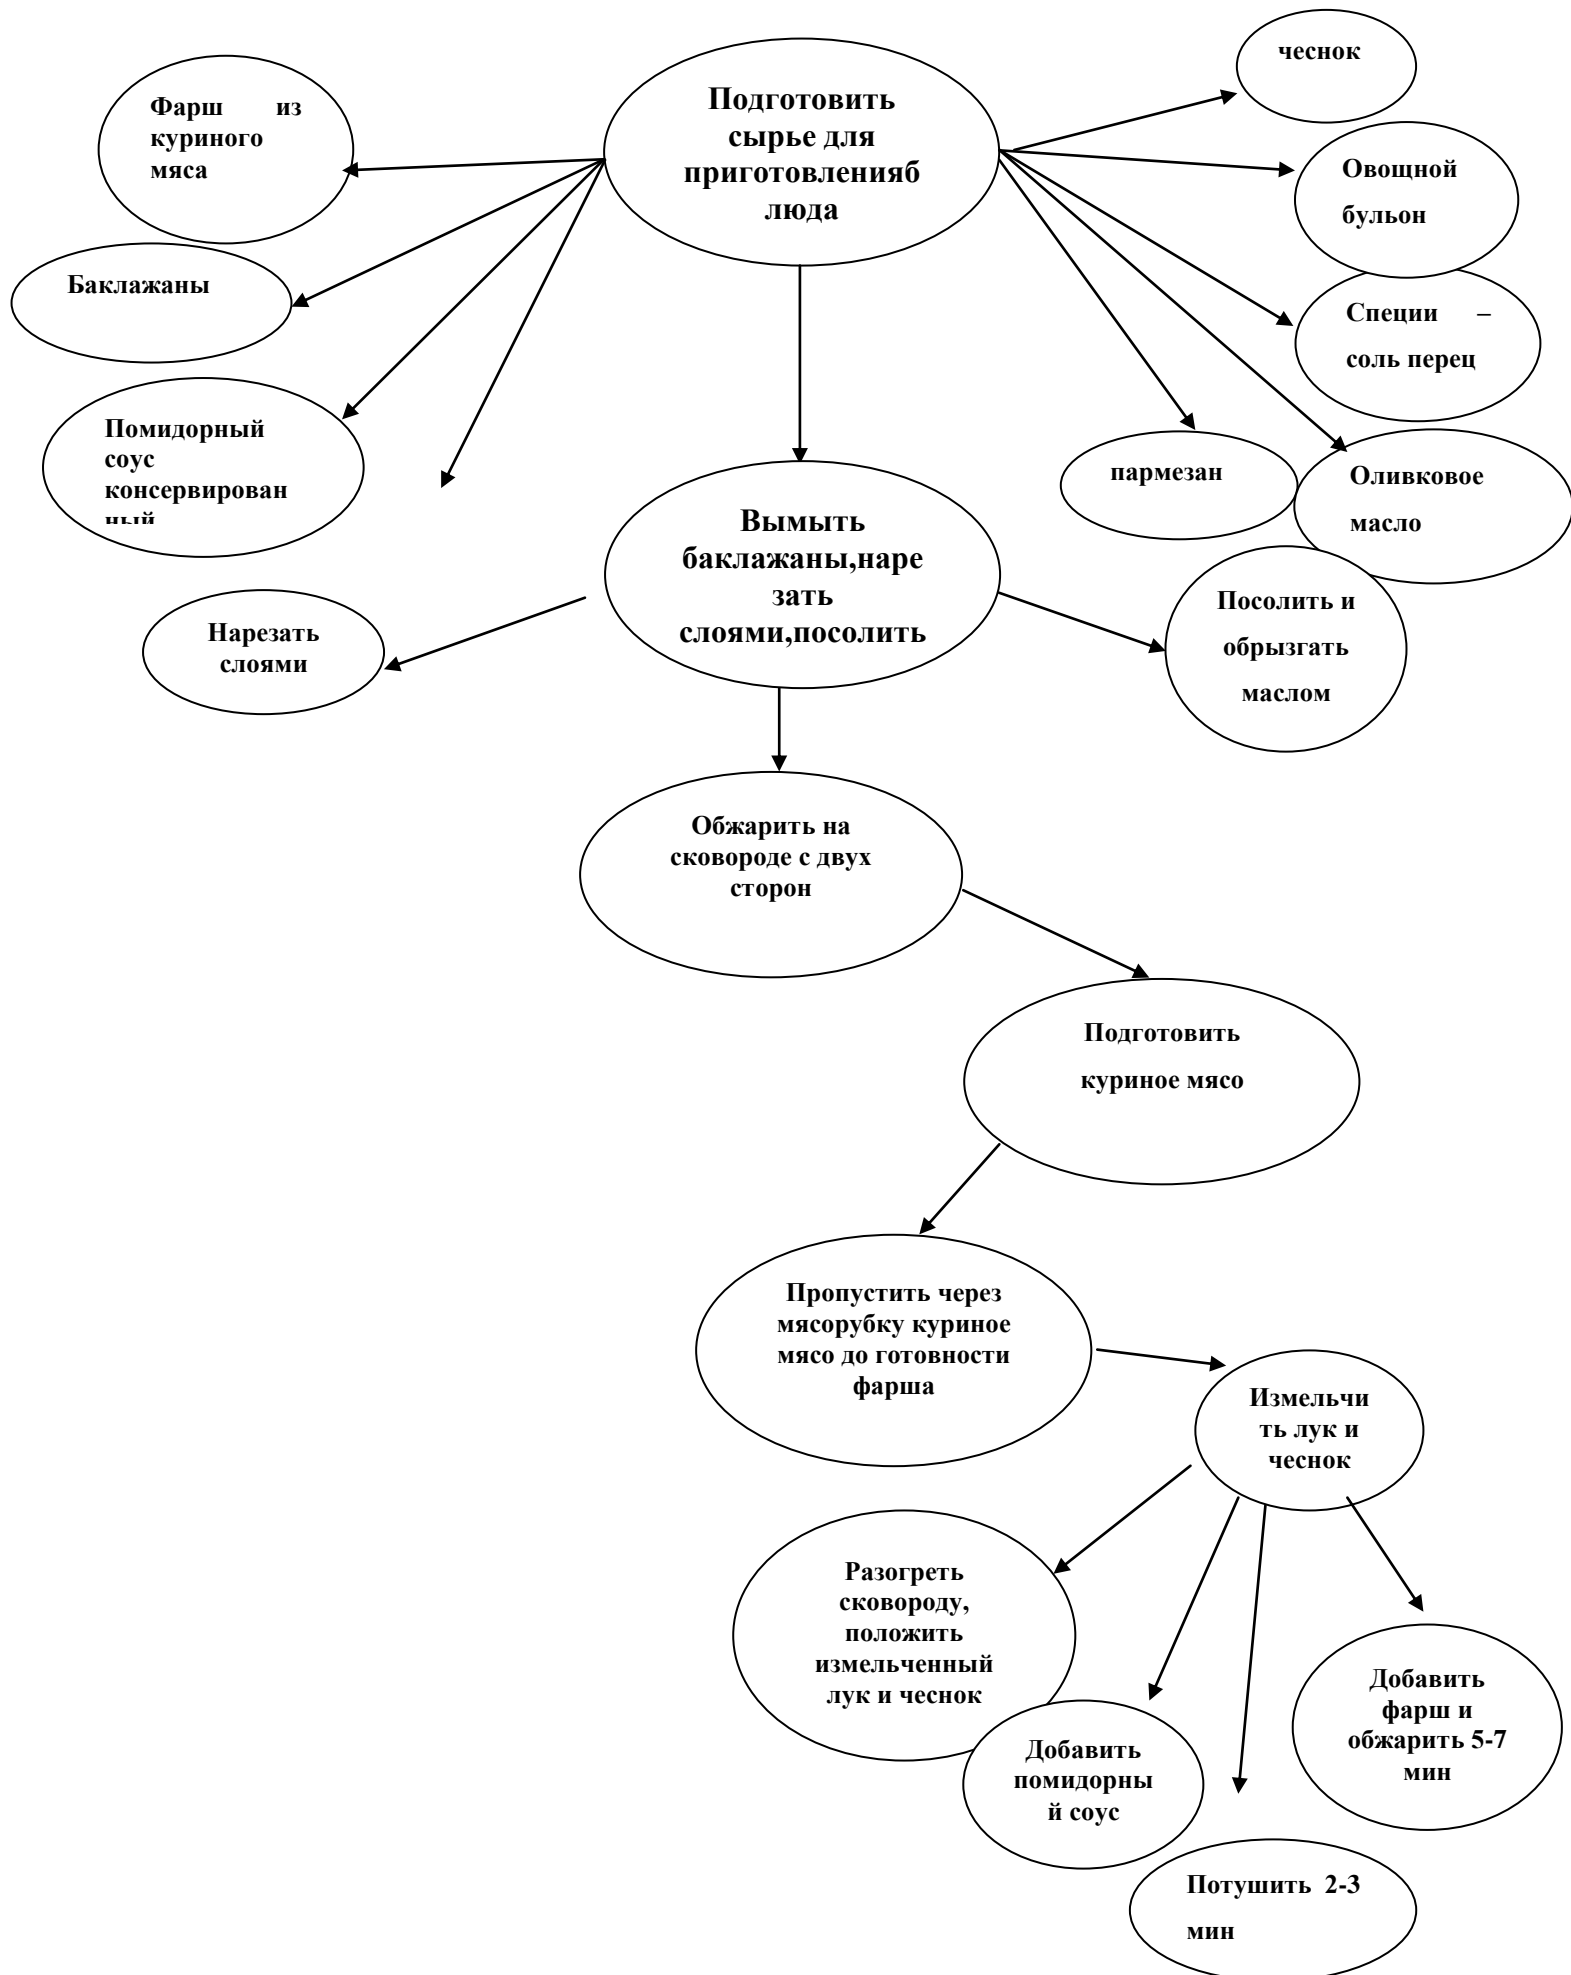 чеснок
Подготовить
сырье для
приготовленияб
люда
Фарш из
куриного
мяса
Овощной
бульон
Баклажаны
Специи –
соль перец
Помидорный
соус
консервирован
ный
пармезан
Оливковое
масло
Вымыть
баклажаны,наре
зать
слоями,посолить
Нарезать
слоями
Посолить и
обрызгать
маслом
Обжарить на
сковороде с двух
сторон
Подготовить
куриное мясо
Пропустить через
мясорубку куриное
мясо до готовности
фарша
Измельчи
ть лук и
чеснок
Разогреть
сковороду,
положить
измельченный
лук и чеснок
Добавить
фарш и
обжарить 5-7
мин
Добавить
помидорны
й соус
Потушить 2-3
мин